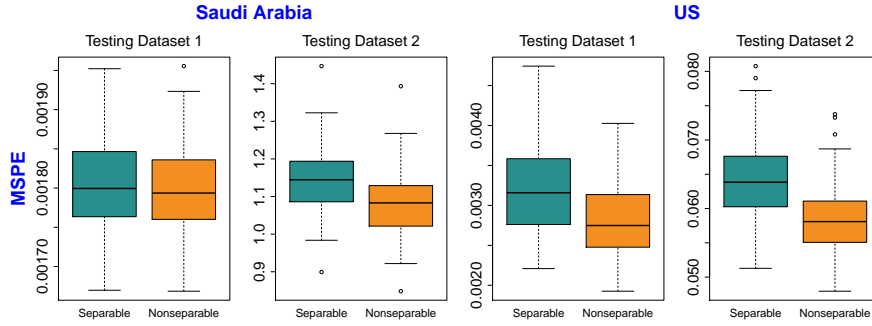 Saudi Arabia
US
Testing Dataset 1
Testing Dataset 2
Testing Dataset 1
Testing Dataset 2
MSPE
0.00190
0.00180
0.00170
1.4
1.3
1.2
1.1
1.0
0.9
0.0040
0.0030
0.0020
0.080
0.070
0.060
0.050
Separable
Nonseparable
Separable
Nonseparable
Separable
Nonseparable
Separable
Nonseparable